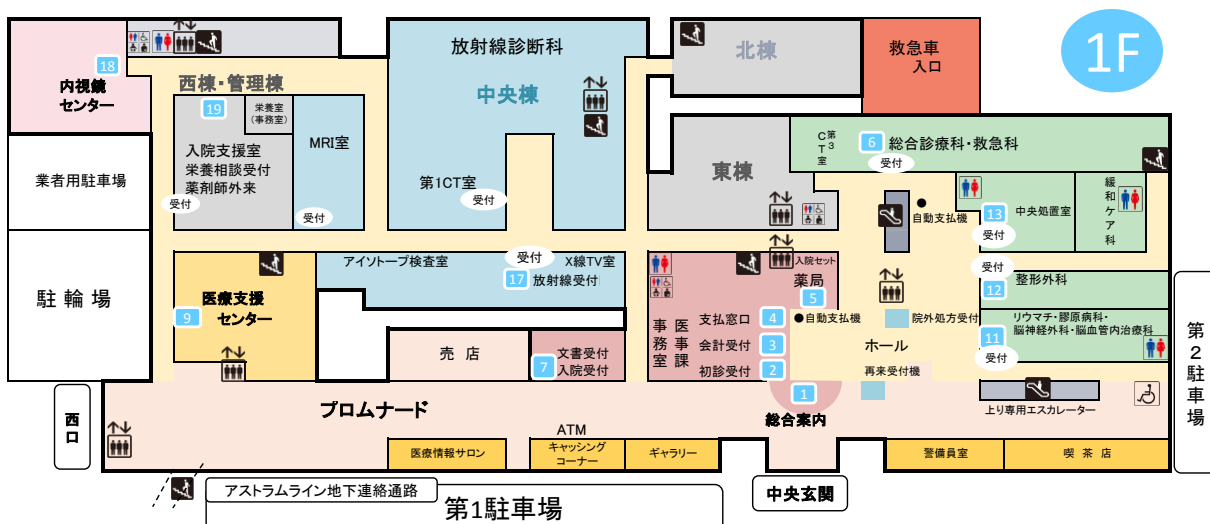 1F
18
内視鏡
センター
西棟・管理棟
19
栄養室
(事務室)
入院支援室
栄養相談受付
薬剤師外来
受付
MRI室
受付
放射線診断科
中央棟
第1CT室
受付
北棟
救急車
入口
東棟
第3
CT室
6
総合診療科・救急科
受付
自動支払機
13
中央処置室
受付
緩和ケア科
業者用駐車場
駐輪場
9
医療支援
センター
アイソトープ検査室
受付
X線TV室
17
放射線受付
売店
7
文書受付
入院受付
医事課
事務室
入院セット
薬局
5
支払窓口
4
●自動支払機
会計受付
3
初診受付
2
院外処方受付
ホール
再来受付機
受付
12
整形外科
リウマチ・膠原病科・
脳神経外科・脳血管内治療科
11
受付
第2駐車場
西口
プロムナード
1
総合案内
上り専用エスカレーター
ATM
医療情報サロン
キャッシング
コーナー
ギャラリー
警備員室
喫茶店
中央玄関
アストラムライン地下連絡通路
第1駐車場